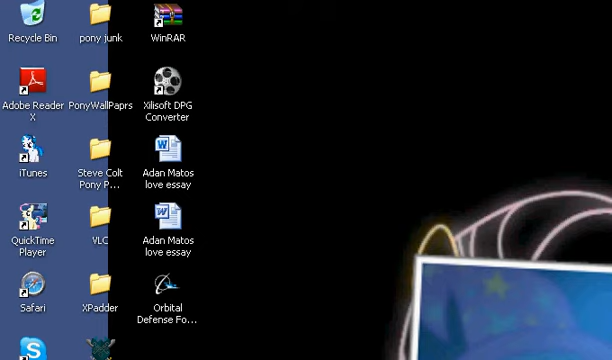 Recycle Bin
pony junk
WinRAR
Adobe Reader
X
PonyWallPaprs
Xilisoft DPG
Converter
iTunes
Steve Colt
Pony P...
Adan Matos
love essay
QuickTime
Player
VLC
Adan Matos
love essay
Safari
XPadder
Orbital
Defense Fo...